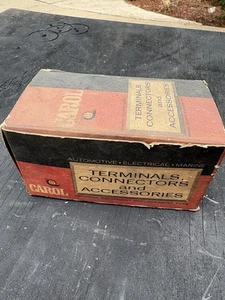 CAROL
TERMINALS,
CONNECTORS
and
ACCESSORIES
AUTOMOTIVE • ELECTRICAL • MARINE
CAROL
TERMINALS,
CONNECTORS
and
ACCESSORIES